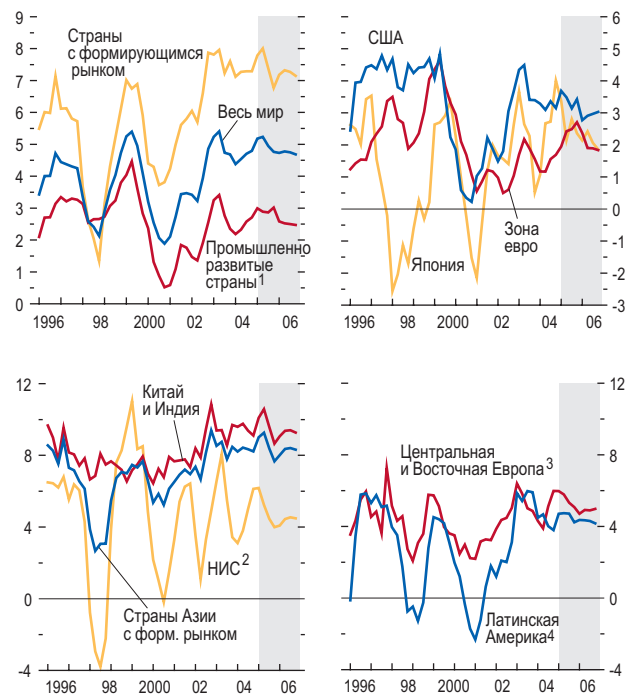 9
8
7
6
5
4
3
2
1
0
Страны
с формирующимся
рынком
Весь мир
Промышленно
развитые
страны1
1996 98 2000 02 04 06
США
Зона
евро
Япония
6
5
4
3
2
1
0
-1
-2
-3
1996 98 2000 02 04 06
12
8
4
0
-4
Китай
и Индия
НИС2
Страны Азии
с форм. рынком
1996 98 2000 02 04 06
Центральная
и Восточная Европа3
Латинская
Америка4
12
8
4
0
-4
1996 98 2000 02 04 06